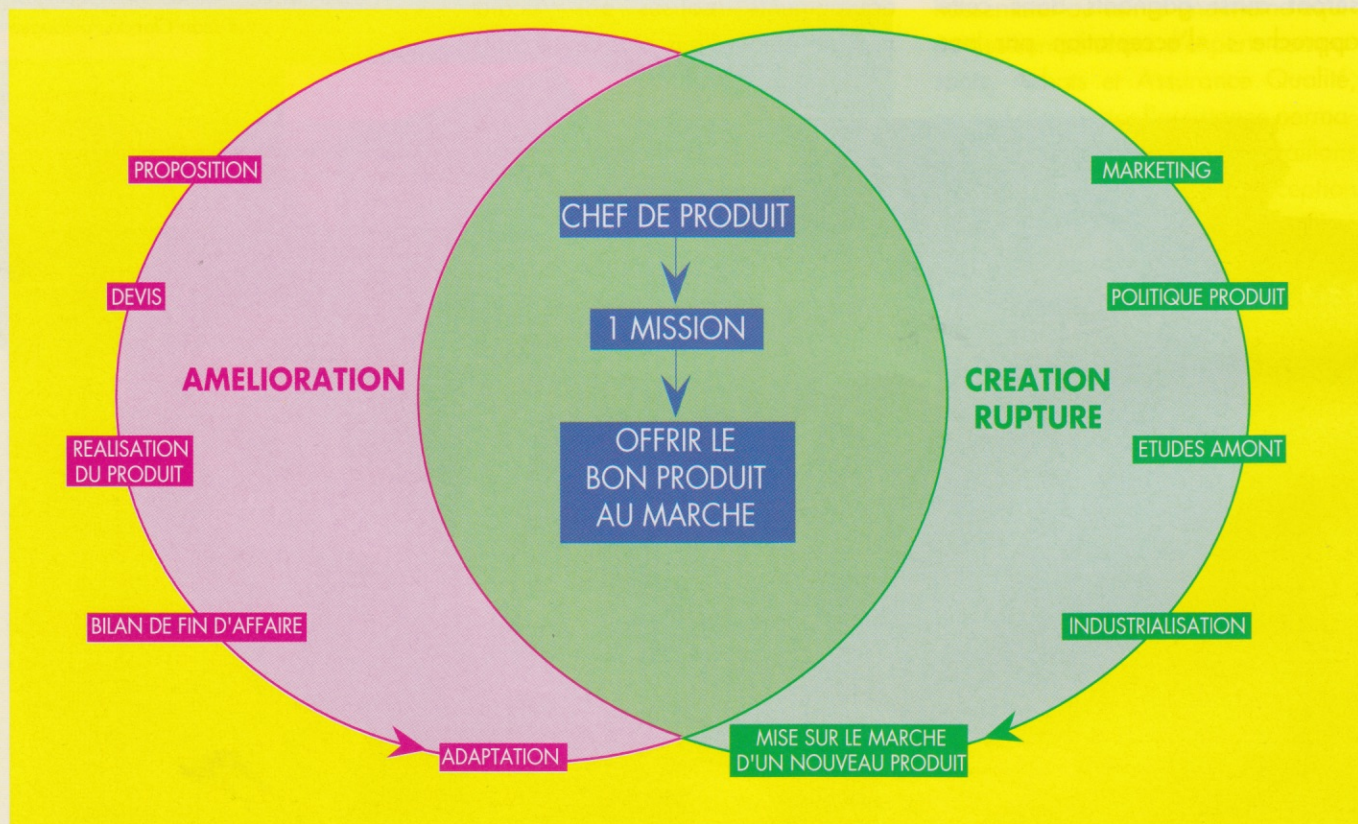 PROPOSITION
DEVIS
AMELIORATION
REALISATION
DU PRODUIT
BILAN DE FIN D'AFFAIRE
ADAPTATION
CHEF DE PRODUIT
1 MISSION
OFFRIR LE
BON PRODUIT
AU MARCHE
MARKETING
POLITIQUE PRODUIT
CREATION
RUPTURE
ETUDES AMONT
INDUSTRIALISATION
MISE SUR LE MARCHE
D'UN NOUVEAU PRODUIT